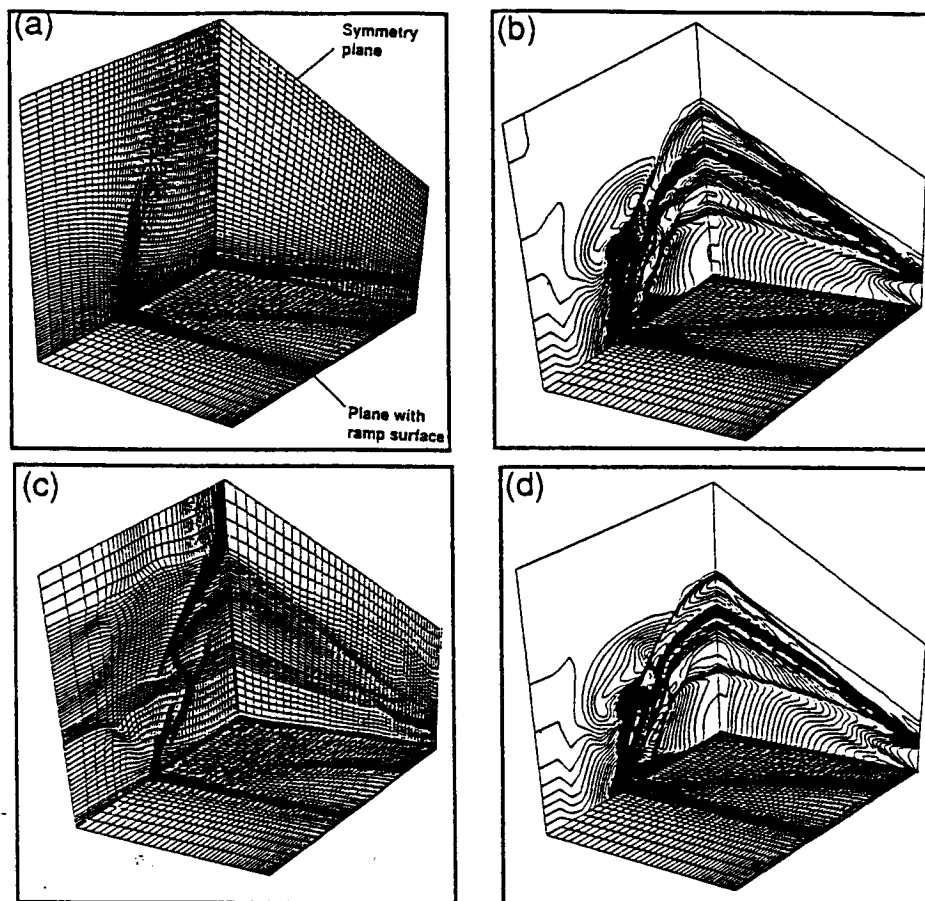 (a)
Symmetry
plane
Plane with
ramp surface
(b)
(c)
(d)